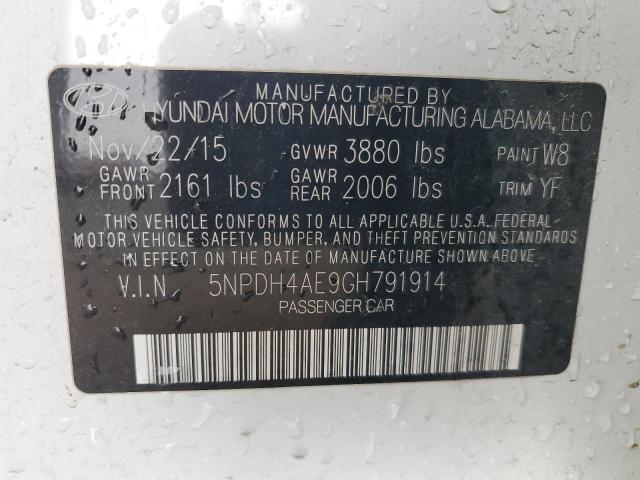 MANUFACTURED BY
HYUNDAI MOTOR MANUFACTURING ALABAMA, LLC
Nov/22/15 GVWR 3880 lbs PAINT W8
GAWR FRONT 2161 lbs GAWR REAR 2006 lbs TRIM YF
THIS VEHICLE CONFORMS TO ALL APPLICABLE U.S.A. FEDERAL
MOTOR VEHICLE SAFETY, BUMPER, AND THEFT PREVENTION STANDARDS
IN EFFECT ON THE DATE OF MANUFACTURE SHOWN ABOVE.
V.I.N. 5NPDH4AE9GH791914
PASSENGER CAR